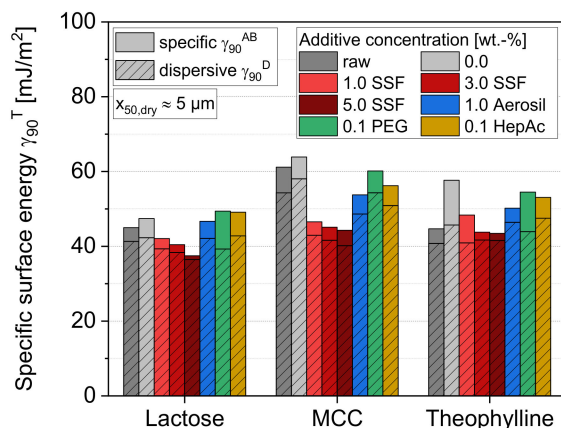 Specific surface energy γ₉₀ᵀ [mJ/m²]
100
80
60
40
20
0
specific γ₉₀ᴬᴮ
dispersive γ₉₀ᴰ
x₅₀,dry ≈ 5 µm
Additive concentration [wt.-%]
raw 0.0
1.0 SSF 3.0 SSF
5.0 SSF 1.0 Aerosil
0.1 PEG 0.1 HepAc
Lactose MCC Theophylline